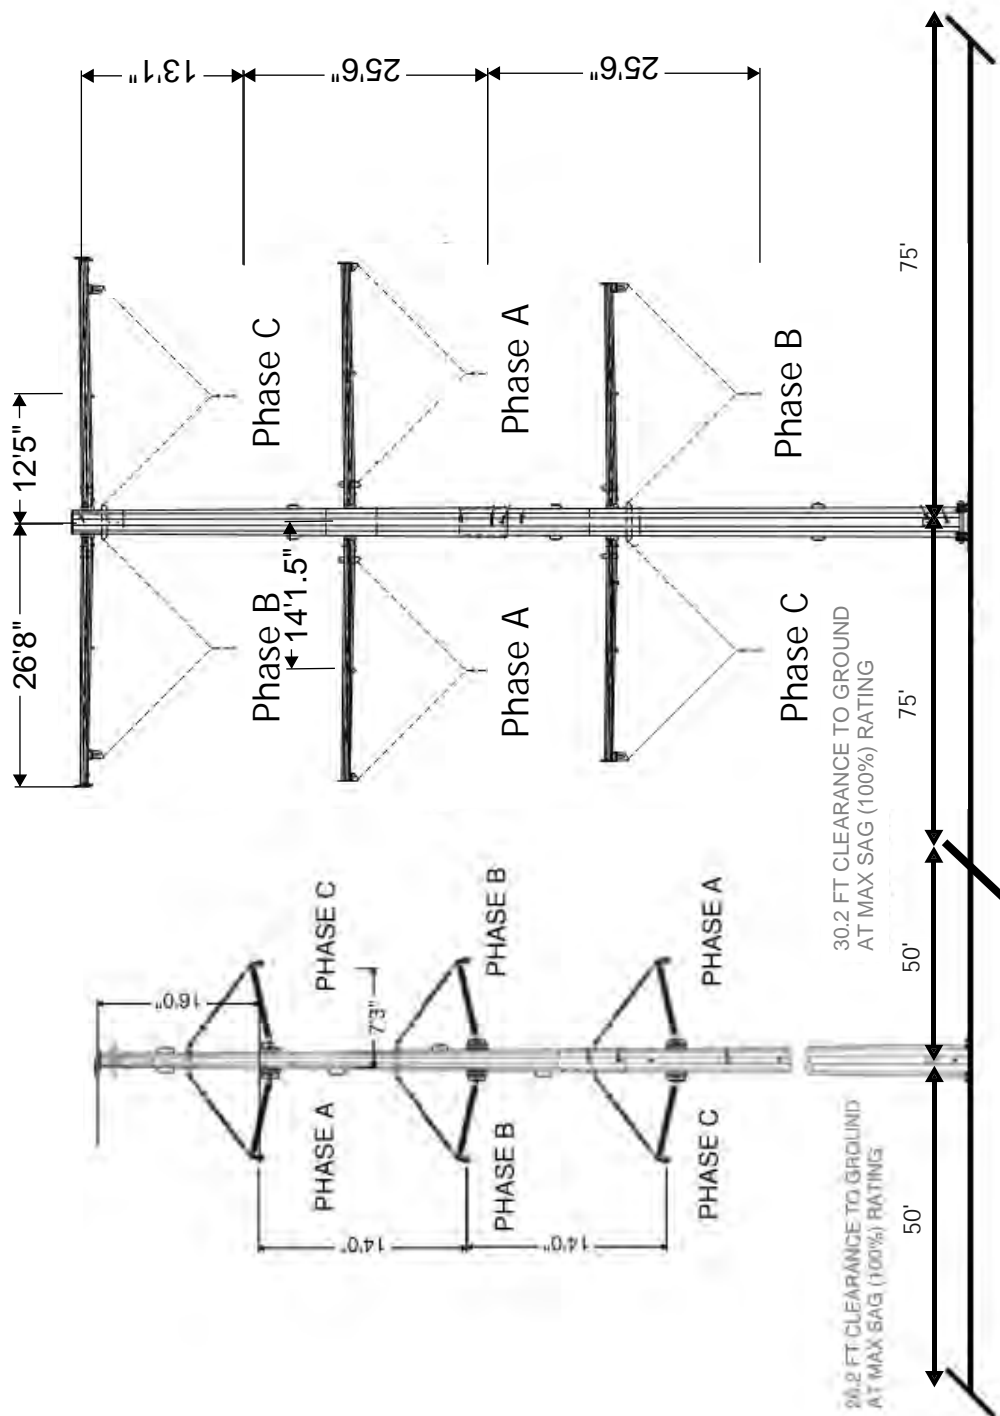 26'8"
12'5"
13'1"
25'6"
25'6"
Phase B
Phase C
14'1.5"
Phase A
Phase A
Phase C
Phase B
30.2 FT CLEARANCE TO GROUND
AT MAX SAG (100%) RATING
75'
75'
16'0"
7'3"
PHASE A
PHASE C
14'0"
PHASE B
PHASE B
14'0"
PHASE C
PHASE A
26.2 FT CLEARANCE TO GROUND
AT MAX SAG (100%) RATING
50'
50'